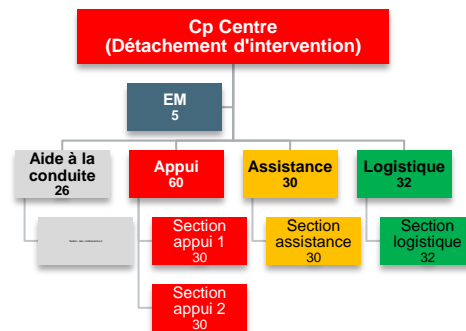 Cp Centre
(Détachement d'intervention)
EM
5
Aide à la
conduite
26
Appui
60
Assistance
30
Logistique
32
Section
appui 1
30
Section
assistance
30
Section
logistique
32
Section
appui 2
30